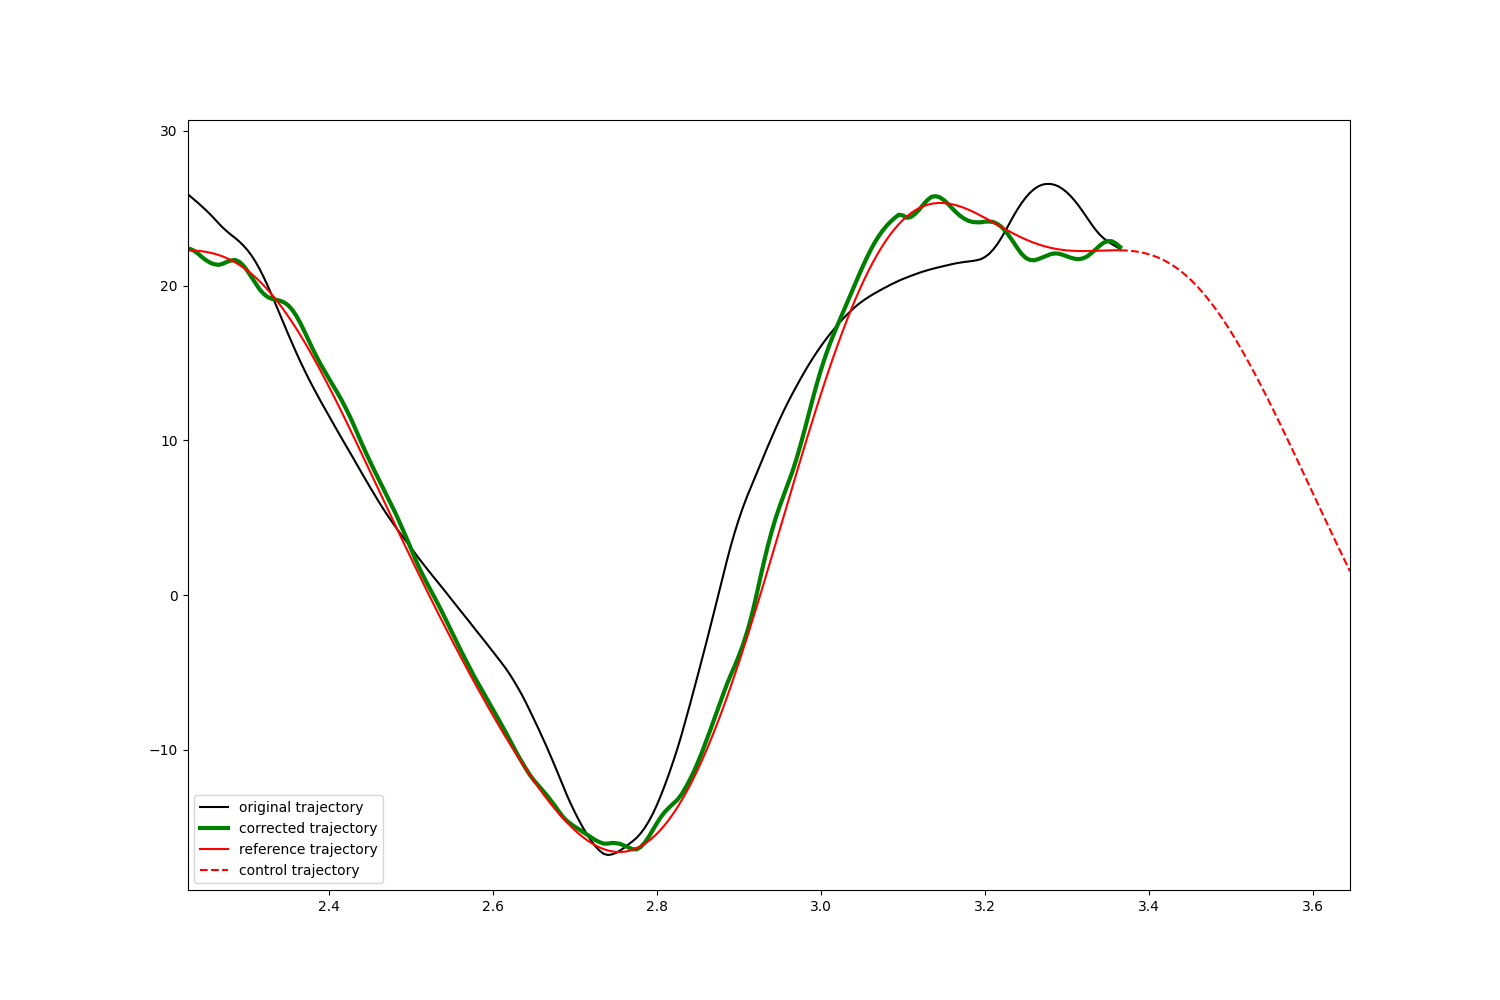 30
20
10
0
−10
2.4 2.6 2.8 3.0 3.2 3.4 3.6
original trajectory
corrected trajectory
reference trajectory
control trajectory